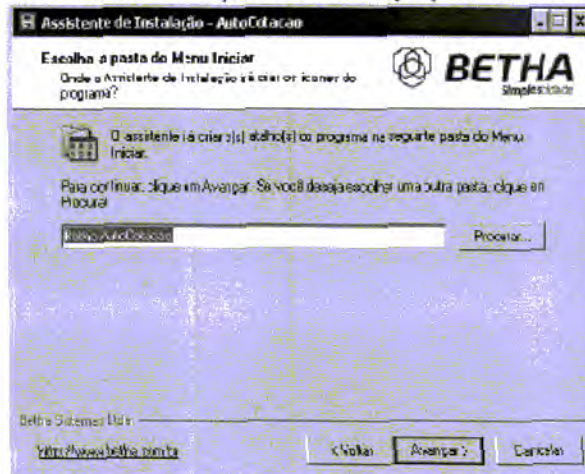 Assistente de Instalação - AutoCotacao
Escolha a pasta do Menu Iniciar
Onde o Assistente de Instalação irá criar os ícones do
programa?
BETHA
Simplescidade
O assistente irá criar o(s) atalho(s) do programa na seguinte pasta do Menu
Iniciar.
Para continuar, clique em Avançar. Se você deseja escolher uma outra pasta, clique em
Procurar
AutoCotacao
Procurar...
Betha Sistemas Ltda
http://www.betha.com.br
< Voltar
Avançar >
Cancelar